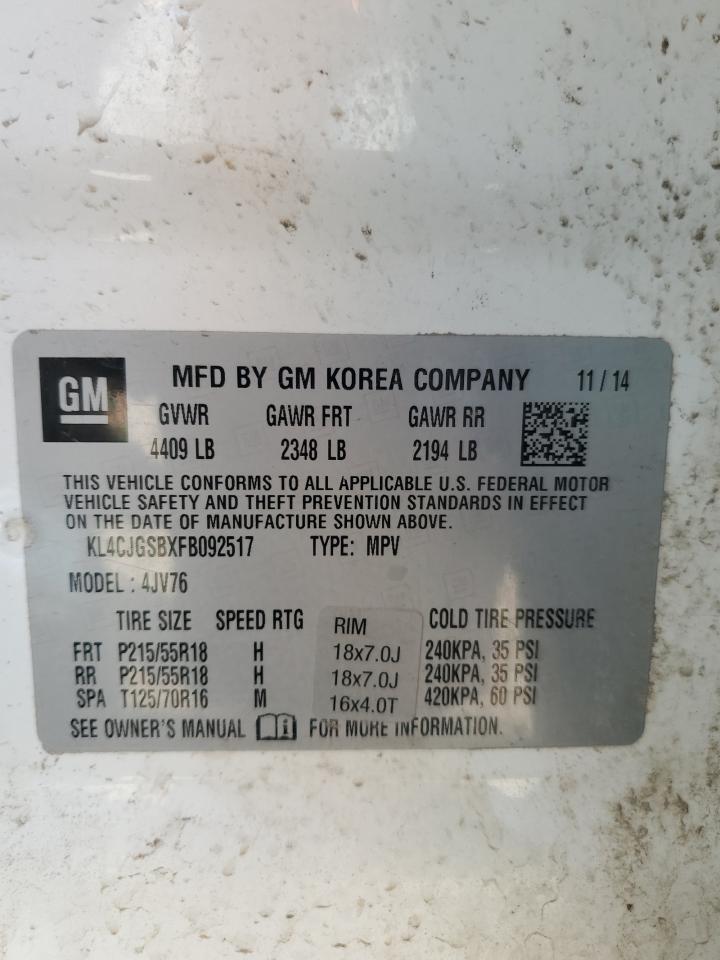 GM
MFD BY GM KOREA COMPANY 11 / 14
GVWR GAWR FRT GAWR RR
4409 LB 2348 LB 2194 LB
THIS VEHICLE CONFORMS TO ALL APPLICABLE U.S. FEDERAL MOTOR
VEHICLE SAFETY AND THEFT PREVENTION STANDARDS IN EFFECT
ON THE DATE OF MANUFACTURE SHOWN ABOVE.
KL4CJGSBXFB092517 TYPE: MPV
MODEL : 4JV76
TIRE SIZE SPEED RTG RIM COLD TIRE PRESSURE
FRT P215/55R18 H 18x7.0J 240KPA, 35 PSI
RR P215/55R18 H 18x7.0J 240KPA, 35 PSI
SPA T125/70R16 M 16x4.0T 420KPA, 60 PSI
SEE OWNER'S MANUAL i FOR MORE INFORMATION.